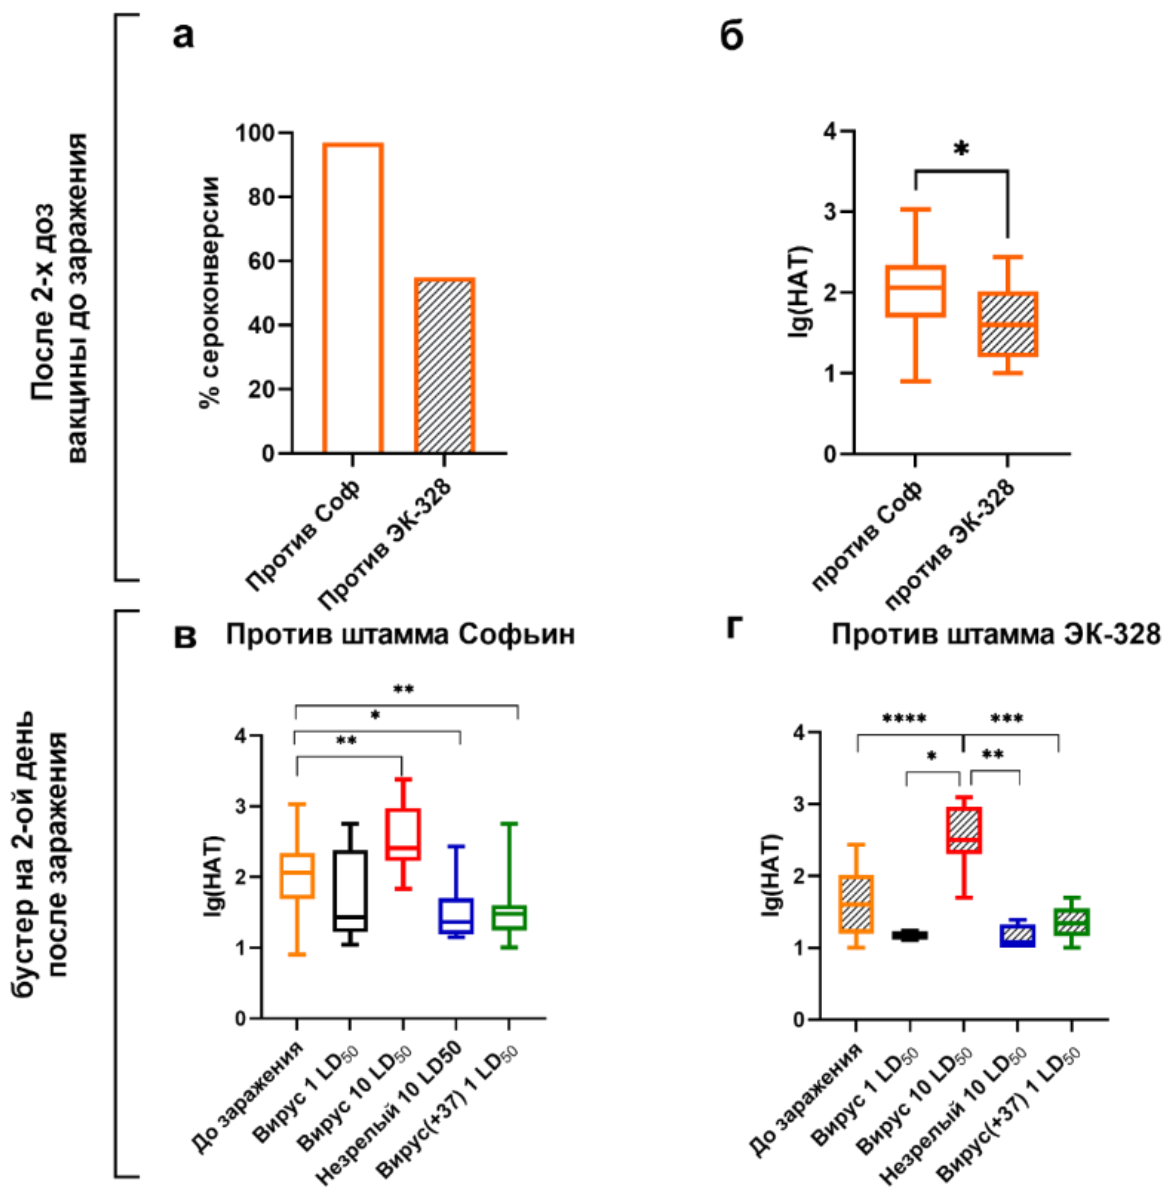 а
б
После 2-х доз
вакцины до заражения
% сероконверсии
100
80
60
40
20
0
Против Соф
Против ЭК-328
lg(НАТ)
4
3
2
1
0
*
против Соф
против ЭК-328
бустер на 2-ой день
после заражения
в
Против штамма Софьин
**
*
**
lg(НАТ)
4
3
2
1
0
До заражения
Вирус 1 LD50
Вирус 10 LD50
Незрелый 10 LD50
Вирус(+37) 1 LD50
г
Против штамма ЭК-328
****
***
*
**
lg(НАТ)
4
3
2
1
0
До заражения
Вирус 1 LD50
Вирус 10 LD50
Незрелый 10 LD50
Вирус(+37) 1 LD50